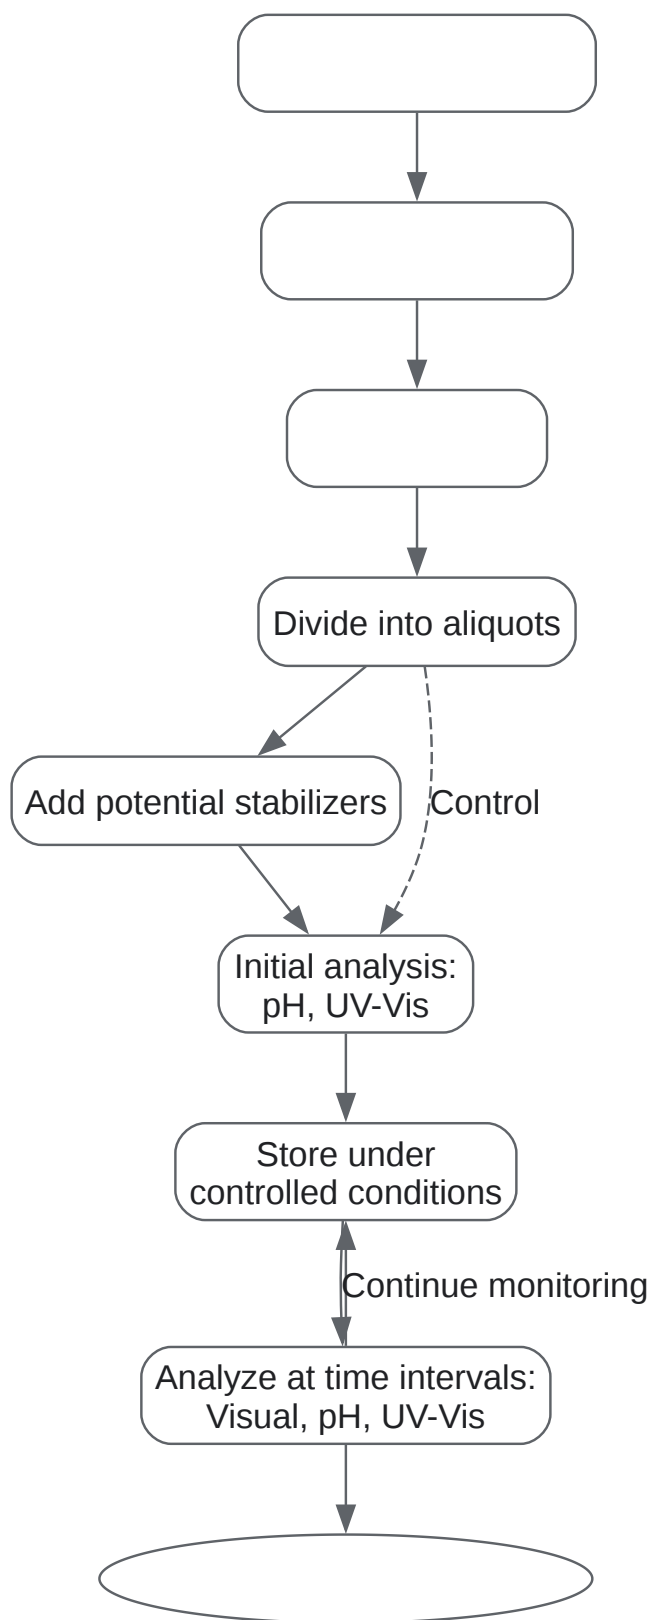 Divide into aliquots
Add potential stabilizers
Control
Initial analysis:
pH, UV-Vis
Store under
controlled conditions
Continue monitoring
Analyze at time intervals:
Visual, pH, UV-Vis